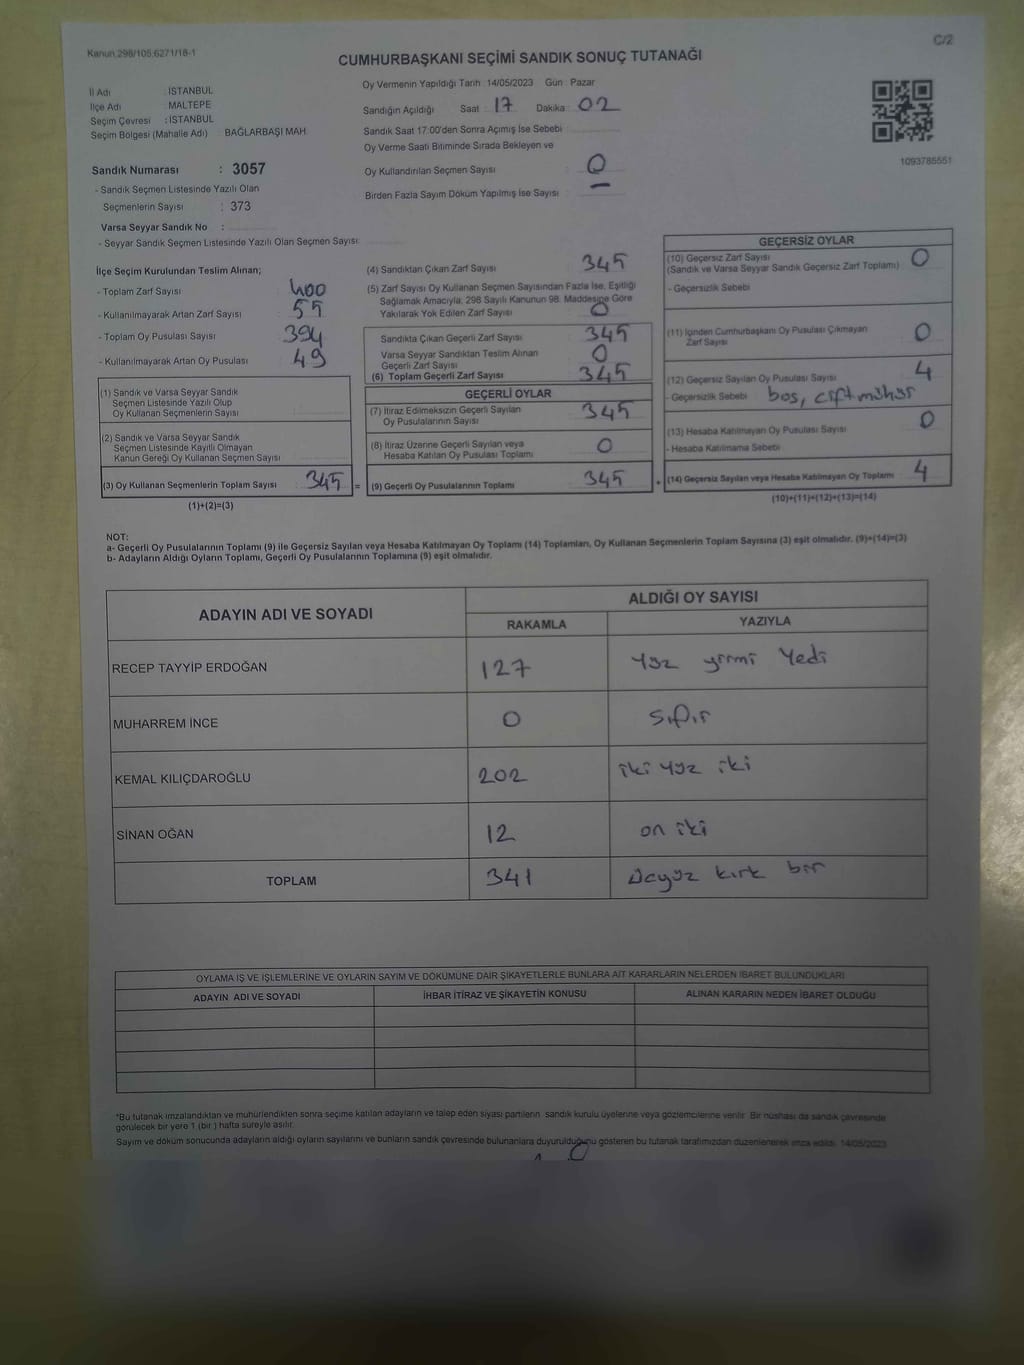 Kanun 298/105,6271/18-1
C/2
CUMHURBAŞKANI SEÇİMİ SANDIK SONUÇ TUTANAĞI
Oy Vermenin Yapıldığı Tarih : 14/05/2023 Gün : Pazar
İl Adı : İSTANBUL
İlçe Adı : MALTEPE
Seçim Çevresi : İSTANBUL
Seçim Bölgesi (Mahalle Adı) : BAĞLARBAŞI MAH.
Sandığın Açıldığı Saat : 17 Dakika : 02
Sandık Saat 17:00'den Sonra Açımış İse Sebebi
Oy Verme Saati Bitiminde Sırada Bekleyen ve
Oy Kullandırılan Seçmen Sayısı : 0
Birden Fazla Sayım Döküm Yapılmış İse Sayısı : –
1093785551
Sandık Numarası : 3057
- Sandık Seçmen Listesinde Yazılı Olan
Seçmenlerin Sayısı : 373
Varsa Seyyar Sandık No :
- Seyyar Sandık Seçmen Listesinde Yazılı Olan Seçmen Sayısı:
İlçe Seçim Kurulundan Teslim Alınan;
- Toplam Zarf Sayısı : 400
- Kullanılmayarak Artan Zarf Sayısı : 55
- Toplam Oy Pusulası Sayısı : 394
- Kullanılmayarak Artan Oy Pusulası : 49
(1) Sandık ve Varsa Seyyar Sandık
Seçmen Listesinde Yazılı Olup
Oy Kullanan Seçmenlerin Sayısı :
(2) Sandık ve Varsa Seyyar Sandık
Seçmen Listesinde Kayıtlı Olmayan
Kanun Gereği Oy Kullanan Seçmen Sayısı :
(3) Oy Kullanan Seçmenlerin Toplam Sayısı : 345 =
(1)+(2)=(3)
(4) Sandıktan Çıkan Zarf Sayısı : 345
(5) Zarf Sayısı Oy Kullanan Seçmen Sayısından Fazla İse, Eşitliği
Sağlamak Amacıyla, 298 Sayılı Kanunun 98. Maddesine Göre
Yakılarak Yok Edilen Zarf Sayısı : 0
Sandıkta Çıkan Geçerli Zarf Sayısı : 345
Varsa Seyyar Sandıktan Teslim Alınan
Geçerli Zarf Sayısı : 0
(6) Toplam Geçerli Zarf Sayısı : 345
GEÇERLİ OYLAR
(7) İtiraz Edilmeksizin Geçerli Sayılan
Oy Pusulalarının Sayısı : 345
(8) İtiraz Üzerine Geçerli Sayılan veya
Hesaba Katılan Oy Pusulası Toplamı : 0
(9) Geçerli Oy Pusulalarının Toplamı : 345 +
GEÇERSİZ OYLAR
(10) Geçersiz Zarf Sayısı
(Sandık ve Varsa Seyyar Sandık Geçersiz Zarf Toplamı) : 0
- Geçersizlik Sebebi
(11) İçinden Cumhurbaşkanı Oy Pusulası Çıkmayan
Zarf Sayısı : 0
(12) Geçersiz Sayılan Oy Pusulası Sayısı : 4
- Geçersizlik Sebebi : boş, çift mühür
(13) Hesaba Katılmayan Oy Pusulası Sayısı : 0
- Hesaba Katılmama Sebebi
(14) Geçersiz Sayılan veya Hesaba Katılmayan Oy Toplamı : 4
(10)+(11)+(12)+(13)=(14)
NOT:
a- Geçerli Oy Pusulalarının Toplamı (9) ile Geçersiz Sayılan veya Hesaba Katılmayan Oy Toplamı (14) Toplamları, Oy Kullanan Seçmenlerin Toplam Sayısına (3) eşit olmalıdır. (9)+(14)=(3)
b- Adayların Aldığı Oyların Toplamı, Geçerli Oy Pusulalarının Toplamına (9) eşit olmalıdır.
ADAYIN ADI VE SOYADI
ALDIĞI OY SAYISI
RAKAMLA YAZIYLA
RECEP TAYYİP ERDOĞAN 127 Yüz yirmi Yedi
MUHARREM İNCE 0 Sıfır
KEMAL KILIÇDAROĞLU 202 iki yüz iki
SİNAN OĞAN 12 on iki
TOPLAM 341 Üçyüz kırk bir
OYLAMA İŞ VE İŞLEMLERİNE VE OYLARIN SAYIM VE DÖKÜMÜNE DAİR ŞİKAYETLERLE BUNLARA AİT KARARLARIN NELERDEN İBARET BULUNDUKLARI
ADAYIN ADI VE SOYADI İHBAR İTİRAZ VE ŞİKAYETİN KONUSU ALINAN KARARIN NEDEN İBARET OLDUĞU
*Bu tutanak imzalandıktan ve mühürlendikten sonra seçime katılan adayların ve talep eden siyasi partilerin sandık kurulu üyelerine veya gözlemcilerine verilir. Bir nüshası da sandık çevresinde
görülecek bir yere 1 (bir ) hafta süreyle asılır.
Sayım ve döküm sonucunda adayların aldığı oyların sayılarını ve bunların sandık çevresinde bulunanlara duyurulduğunu gösteren bu tutanak tarafımızdan düzenlenerek imza edildi. 14/05/2023